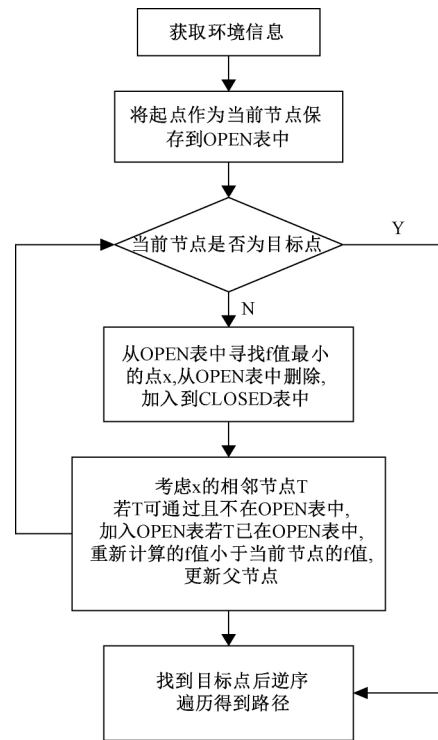 获取环境信息
将起点作为当前节点保
存到OPEN表中
当前节点是否为目标点
Y
N
从OPEN表中寻找f值最小
的点x,从OPEN表中删除,
加入到CLOSED表中
考虑x的相邻节点T
若T可通过且不在OPEN表中,
加入OPEN表若T已在OPEN表中,
重新计算的f值小于当前节点的f值,
更新父节点
找到目标点后逆序
遍历得到路径